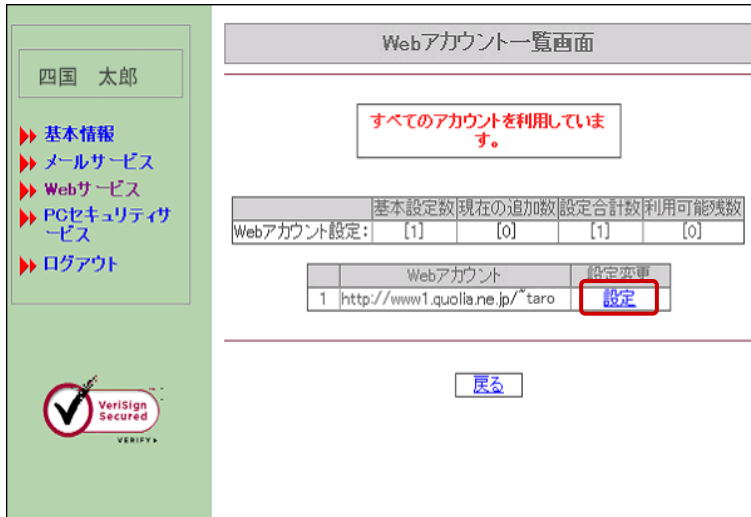 四国　太郎
基本情報
メールサービス
Webサービス
PCセキュリティサ
ービス
ログアウト
VeriSign
Secured
VERIFY
Webアカウント一覧画面
すべてのアカウントを利用していま
す。
基本設定数 現在の追加数 設定合計数 利用可能残数
Webアカウント設定: [1] [0] [1] [0]
Webアカウント 設定変更
1 http://www1.quolia.ne.jp/~taro 設定
戻る